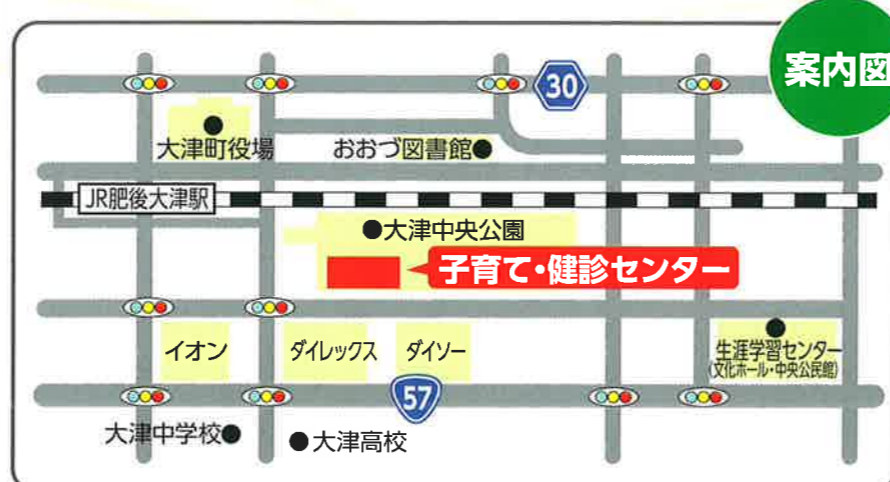 案内図
30
大津町役場
おおづ図書館
JR肥後大津駅
大津中央公園
子育て・健診センター
イオン
ダイレックス
ダイソー
生涯学習センター
(文化ホール・中央公民館)
57
大津中学校
大津高校